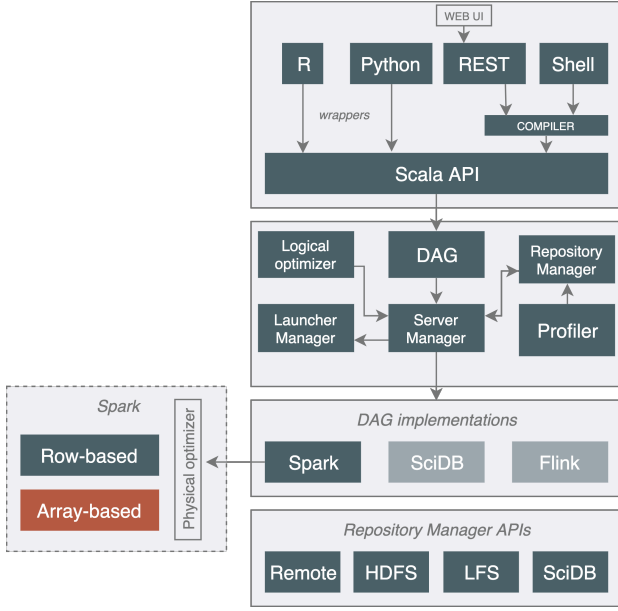 WEB UI
R
Python
REST
Shell
wrappers
COMPILER
Scala API
Logical
optimizer
DAG
Repository
Manager
Launcher
Manager
Server
Manager
Profiler
Spark
Physical optimizer
Row-based
Array-based
DAG implementations
Spark
SciDB
Flink
Repository Manager APIs
Remote
HDFS
LFS
SciDB